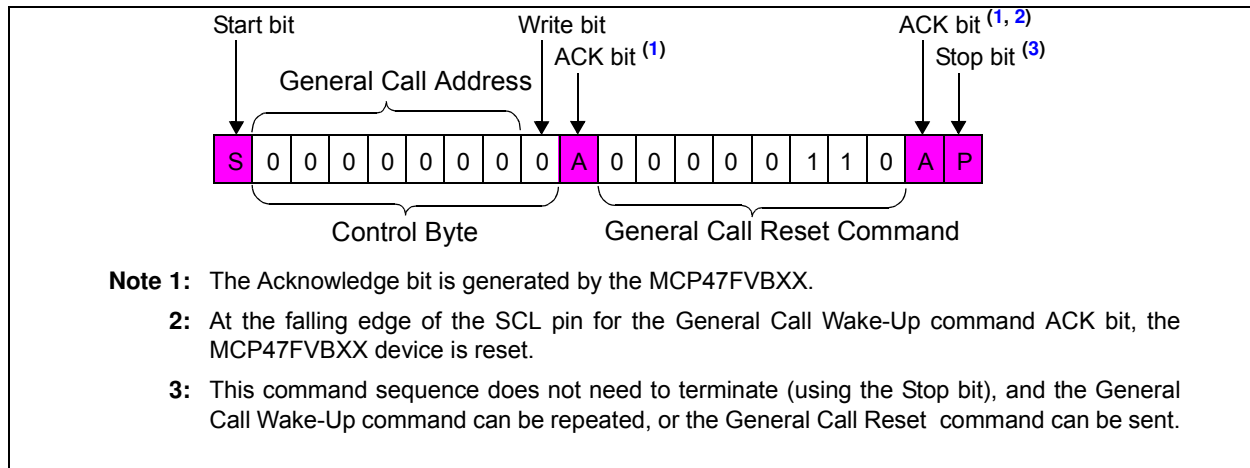 Start bit Write bit ACK bit (1, 2)
ACK bit (1) Stop bit (3)
General Call Address
S 0 0 0 0 0 0 0 0 A 0 0 0 0 0 1 1 0 A P
Control Byte General Call Reset Command
Note 1: The Acknowledge bit is generated by the MCP47FVBXX.
2: At the falling edge of the SCL pin for the General Call Wake-Up command ACK bit, the
MCP47FVBXX device is reset.
3: This command sequence does not need to terminate (using the Stop bit), and the General
Call Wake-Up command can be repeated, or the General Call Reset command can be sent.